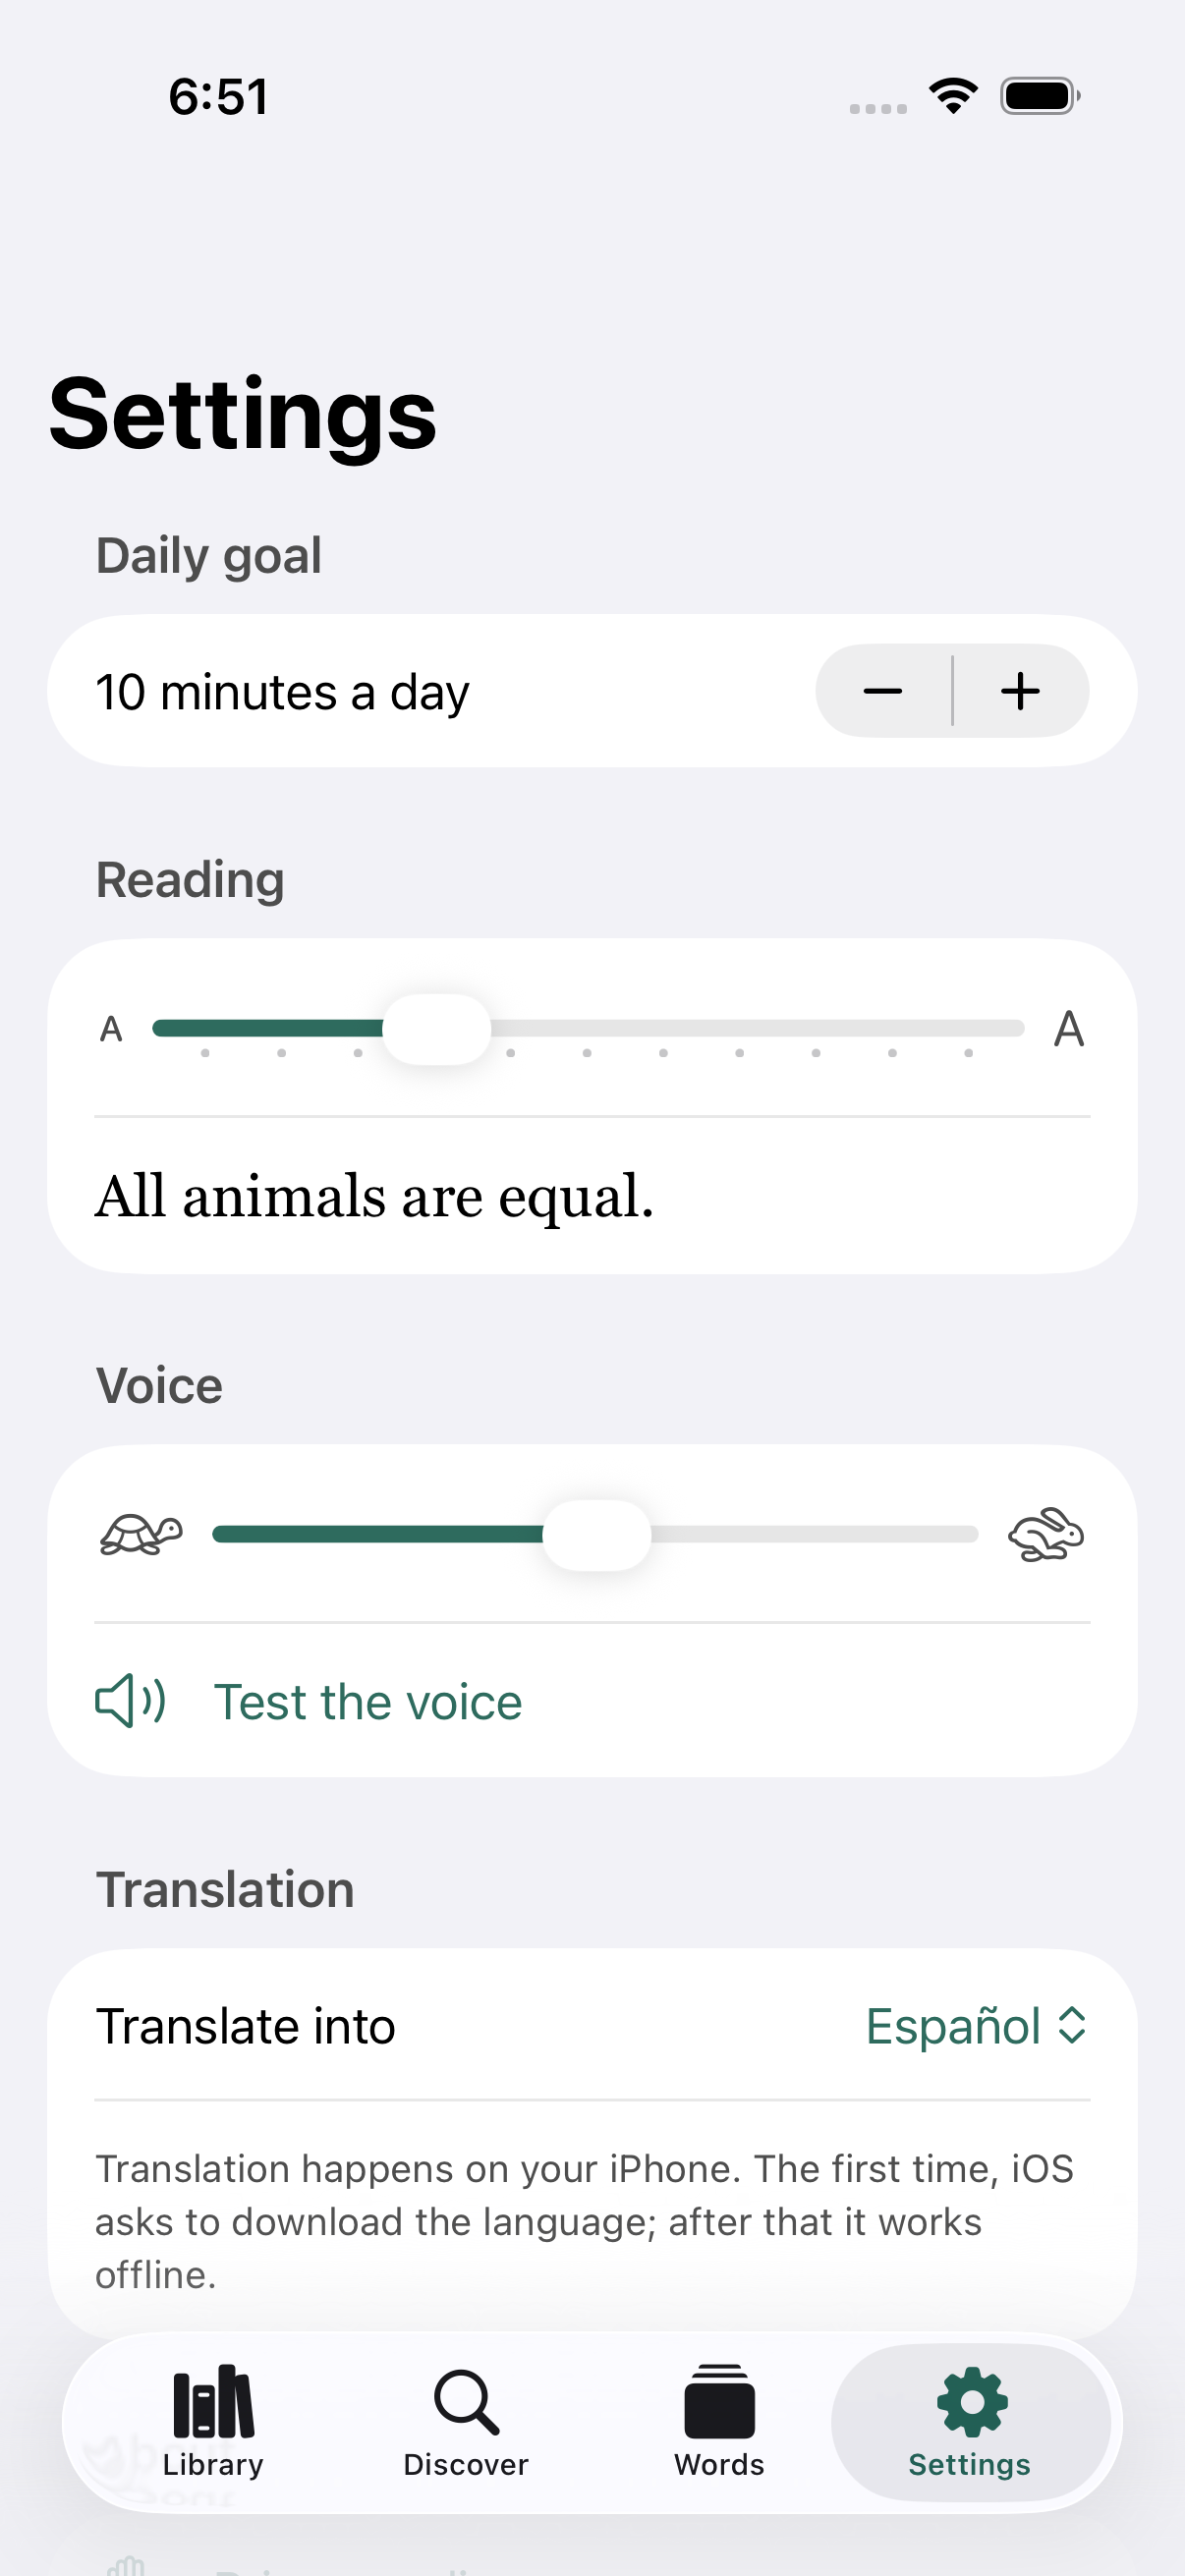 6:51
Settings
Daily goal
10 minutes a day
Reading
A A
All animals are equal.
Voice
Test the voice
Translation
Translate into Español
Translation happens on your iPhone. The first time, iOS
asks to download the language; after that it works
offline.
Library Discover Words Settings